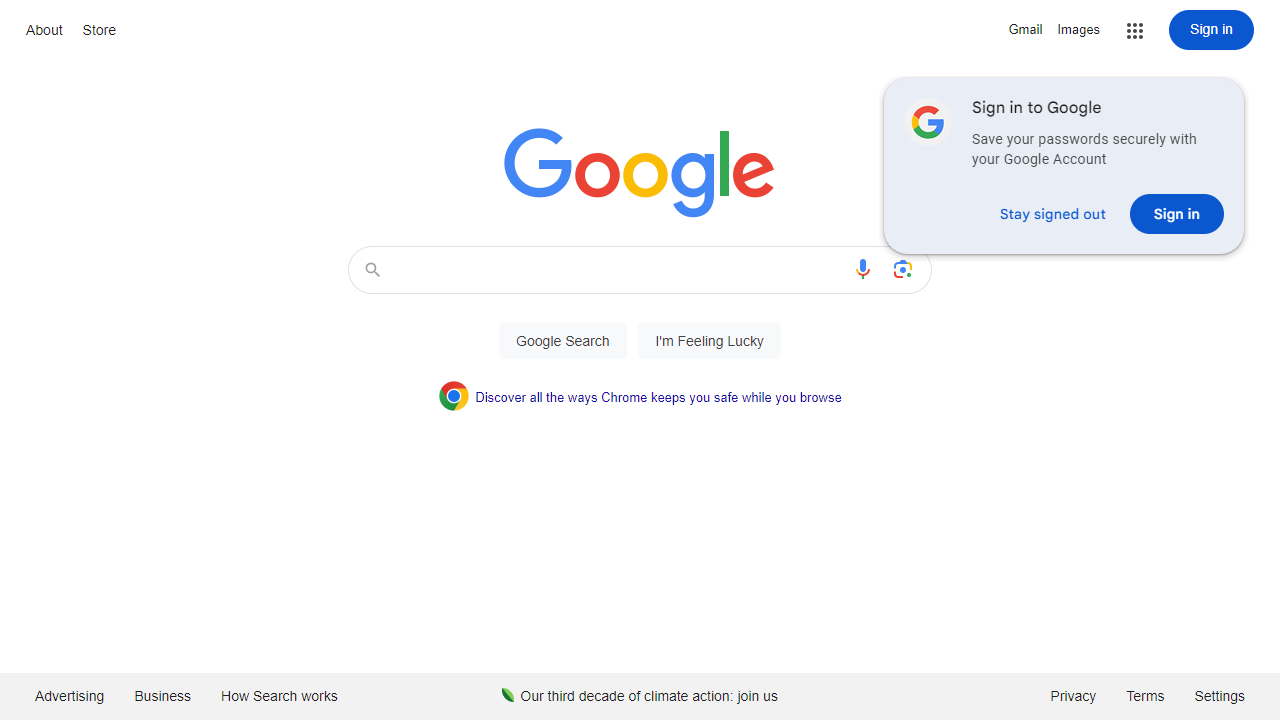 About Store Gmail Images Sign in
Sign in to Google
Save your passwords securely with
your Google Account
Stay signed out Sign in
Google
Google Search I'm Feeling Lucky
Discover all the ways Chrome keeps you safe while you browse
Advertising Business How Search works Our third decade of climate action: join us Privacy Terms Settings